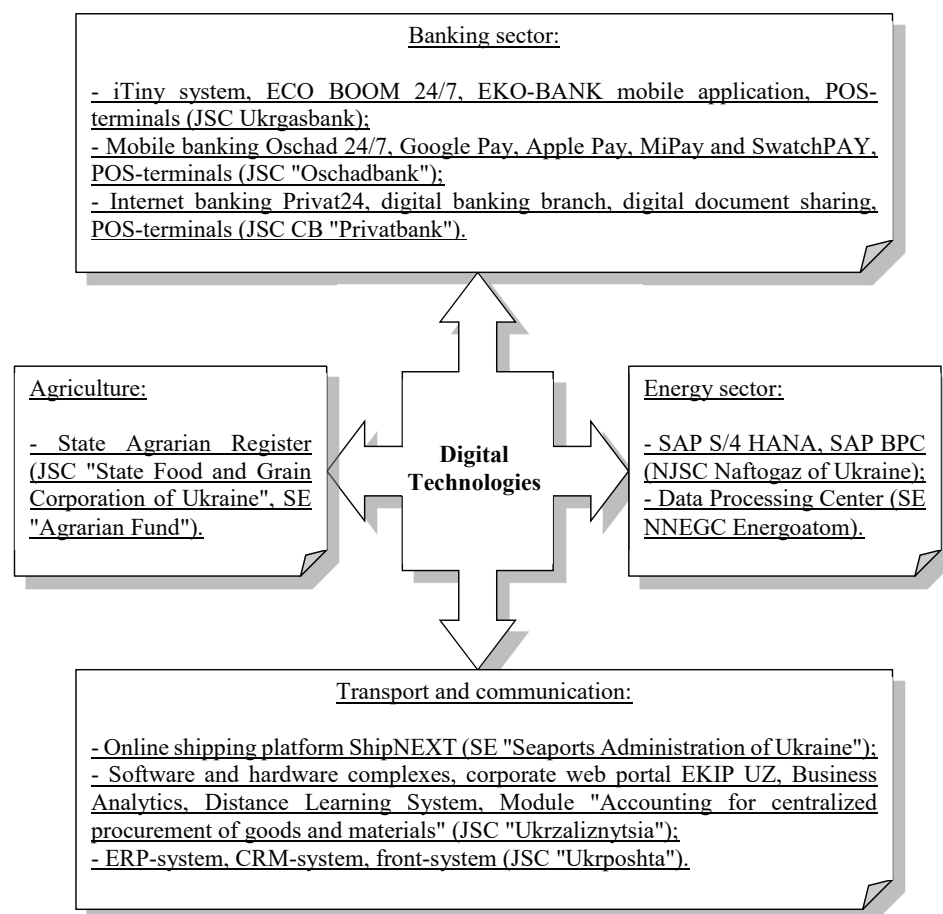 Banking sector:
- iTiny system, ECO BOOM 24/7, EKO-BANK mobile application, POS-
terminals (JSC Ukrgasbank);
- Mobile banking Oschad 24/7, Google Pay, Apple Pay, MiPay and SwatchPAY,
POS-terminals (JSC "Oschadbank");
- Internet banking Privat24, digital banking branch, digital document sharing,
POS-terminals (JSC CB "Privatbank").
Agriculture:
- State Agrarian Register
(JSC "State Food and Grain
Corporation of Ukraine", SE
"Agrarian Fund").
Digital
Technologies
Energy sector:
- SAP S/4 HANA, SAP BPC
(NJSC Naftogaz of Ukraine);
- Data Processing Center (SE
NNEGC Energoatom).
Transport and communication:
- Online shipping platform ShipNEXT (SE "Seaports Administration of Ukraine");
- Software and hardware complexes, corporate web portal EKIP UZ, Business
Analytics, Distance Learning System, Module "Accounting for centralized
procurement of goods and materials" (JSC "Ukrzaliznytsia");
- ERP-system, CRM-system, front-system (JSC "Ukrposhta").